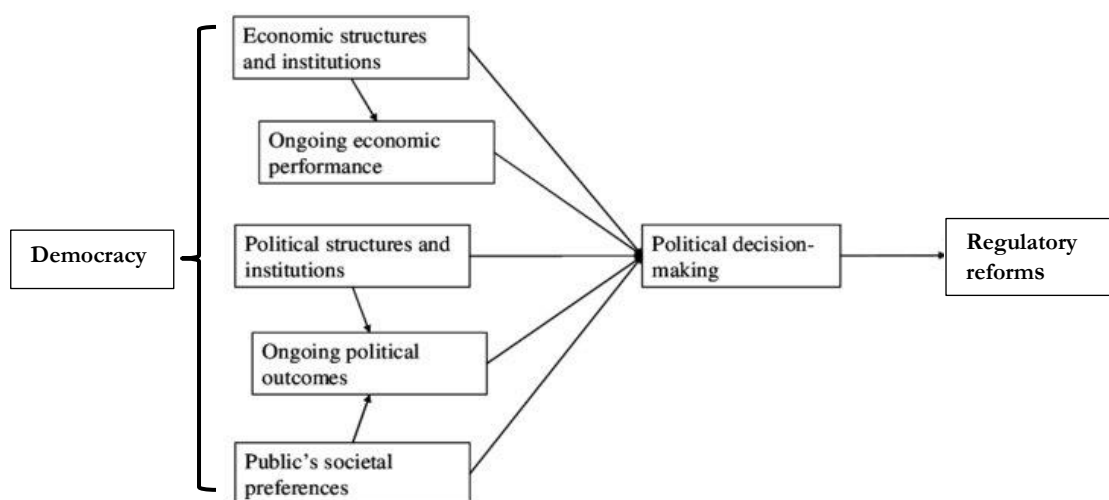 Economic structures
and institutions
Ongoing economic
performance
Democracy
Political structures and
institutions
Political decision-
making
Regulatory
reforms
Ongoing political
outcomes
Public's societal
preferences